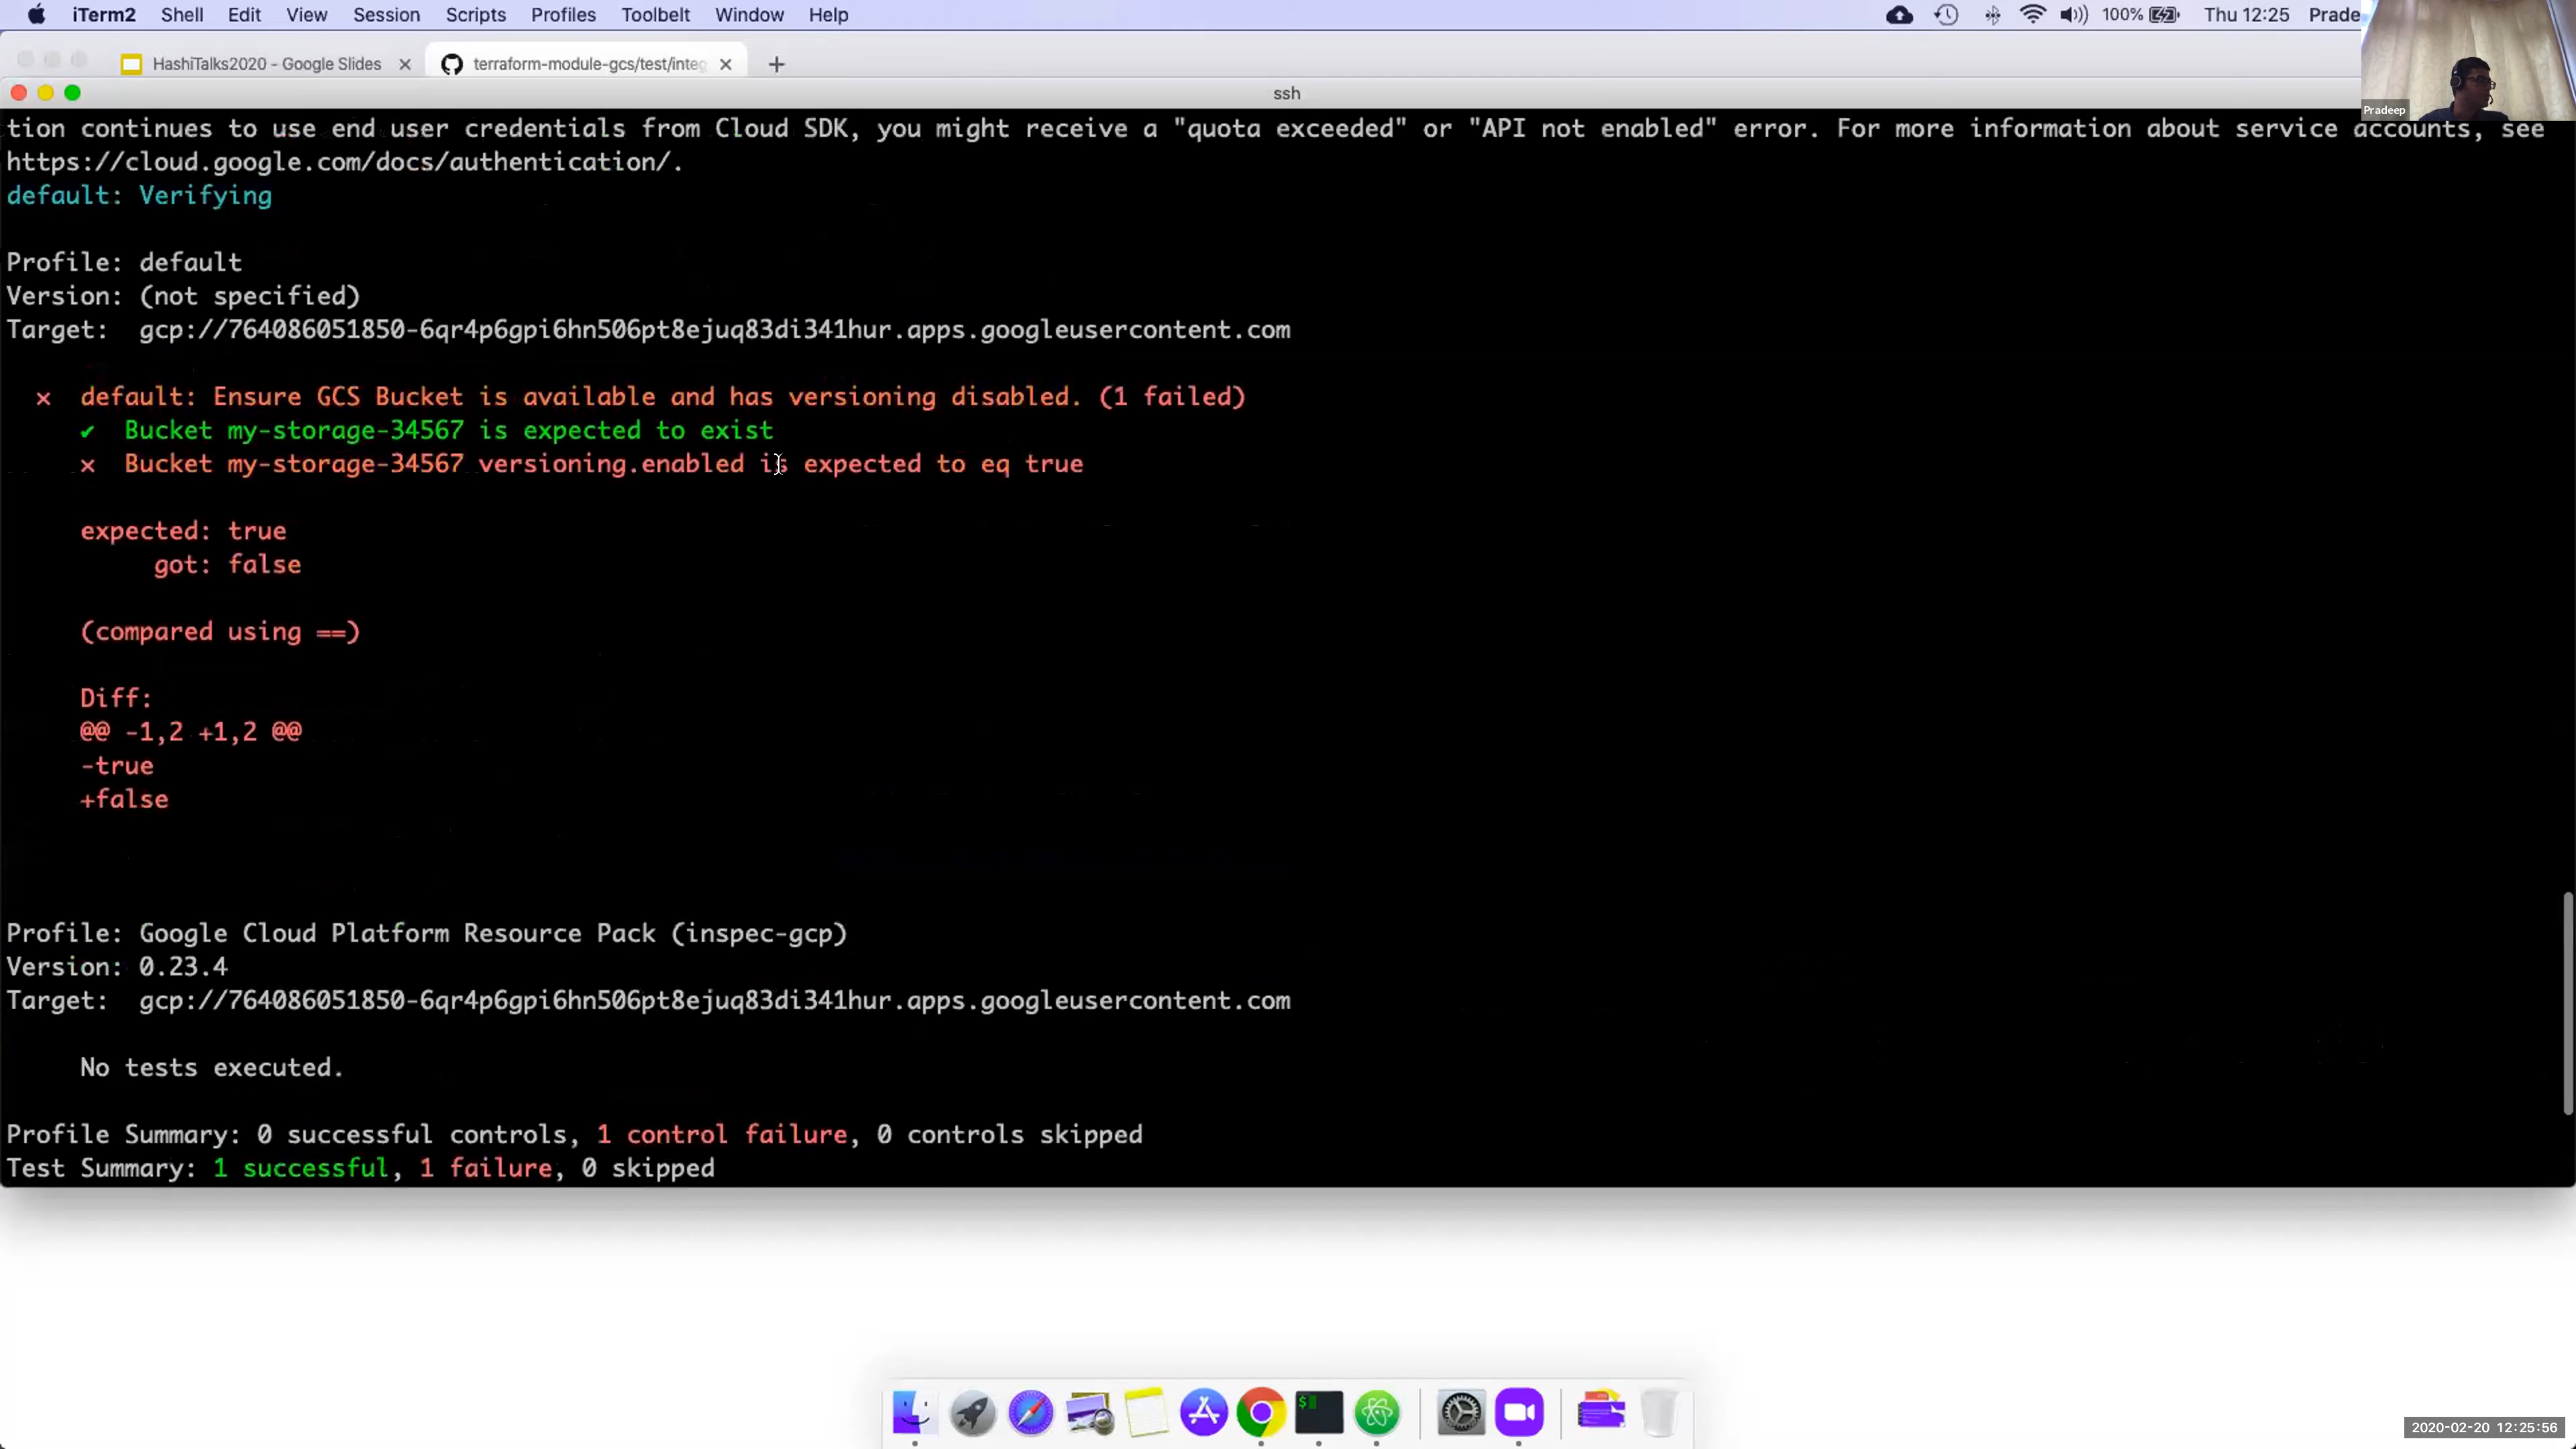 iTerm2 Shell Edit View Session Scripts Profiles Toolbelt Window Help 100% Thu 12:25 Prade
HashiTalks2020 - Google Slides terraform-module-gcs/test/integ
ssh
Pradeep
tion continues to use end user credentials from Cloud SDK, you might receive a "quota exceeded" or "API not enabled" error. For more information about service accounts, see
https://cloud.google.com/docs/authentication/.
default: Verifying
Profile: default
Version: (not specified)
Target:  gcp://764086051850-6qr4p6gpi6hn506pt8ejuq83di341hur.apps.googleusercontent.com
× default: Ensure GCS Bucket is available and has versioning disabled. (1 failed)
✔ Bucket my-storage-34567 is expected to exist
× Bucket my-storage-34567 versioning.enabled is expected to eq true
expected: true
got: false
(compared using ==)
Diff:
@@ -1,2 +1,2 @@
-true
+false
Profile: Google Cloud Platform Resource Pack (inspec-gcp)
Version: 0.23.4
Target:  gcp://764086051850-6qr4p6gpi6hn506pt8ejuq83di341hur.apps.googleusercontent.com
No tests executed.
Profile Summary: 0 successful controls, 1 control failure, 0 controls skipped
Test Summary: 1 successful, 1 failure, 0 skipped
2020-02-20 12:25:56